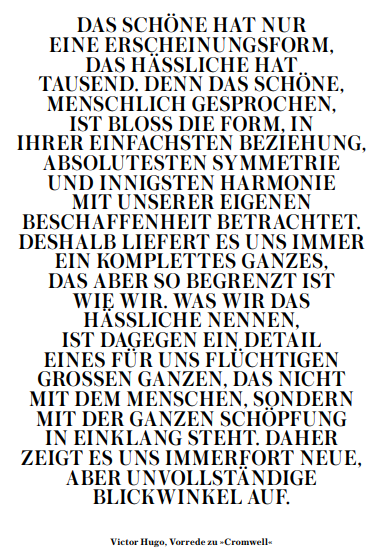 DAS SCHÖNE HAT NUR
EINE ERSCHEINUNGSFORM,
DAS HÄSSLICHE HAT
TAUSEND. DENN DAS SCHÖNE,
MENSCHLICH GESPROCHEN,
IST BLOSS DIE FORM, IN
IHRER EINFACHSTEN BEZIEHUNG,
ABSOLUTESTEN SYMMETRIE
UND INNIGSTEN HARMONIE
MIT UNSERER EIGENEN
BESCHAFFENHEIT BETRACHTET.
DESHALB LIEFERT ES UNS IMMER
EIN KOMPLETTES GANZES,
DAS ABER SO BEGRENZT IST
WIE WIR. WAS WIR DAS
HÄSSLICHE NENNEN,
IST DAGEGEN EIN DETAIL
EINES FÜR UNS FLÜCHTIGEN
GROSSEN GANZEN, DAS NICHT
MIT DEM MENSCHEN, SONDERN
MIT DER GANZEN SCHÖPFUNG
IN EINKLANG STEHT. DAHER
ZEIGT ES UNS IMMERFORT NEUE,
ABER UNVOLLSTÄNDIGE
BLICKWINKEL AUF.
Victor Hugo, Vorrede zu »Cromwell«